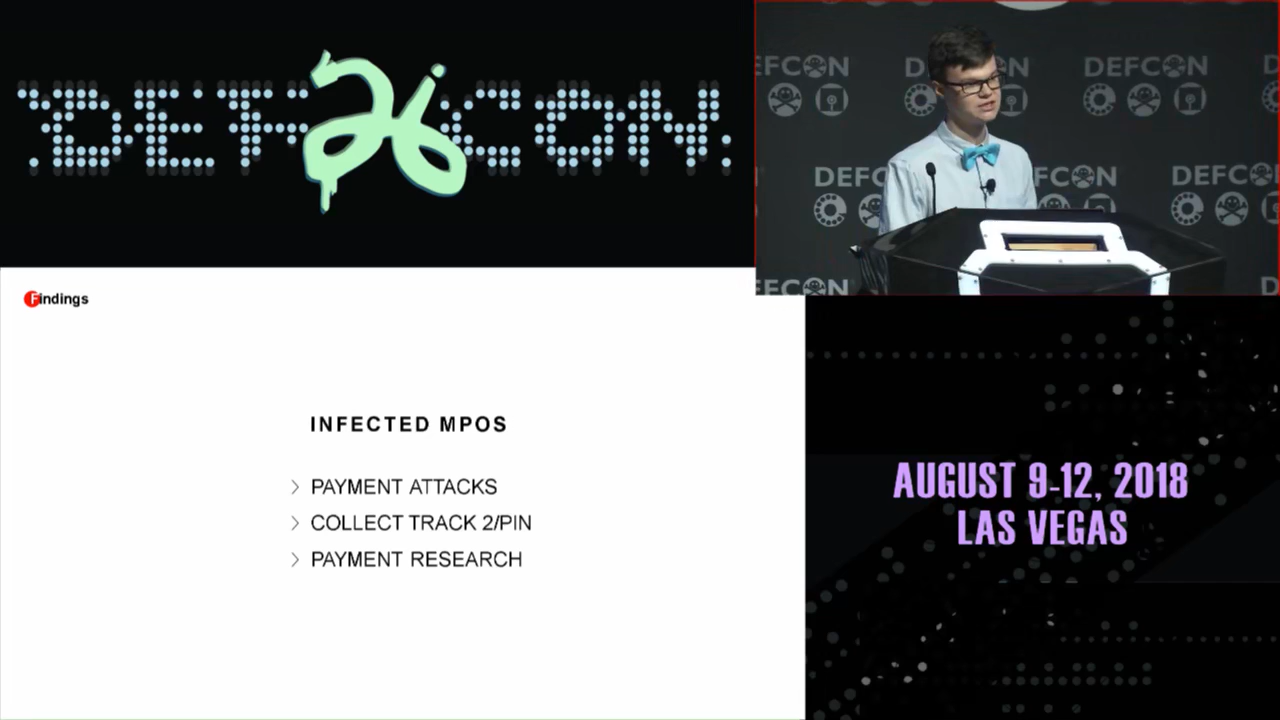 DEF26CON
DEFCON
DEFCON
DEFCON
DEFCON
DEFCON
DEFCON
Findings
INFECTED MPOS
> PAYMENT ATTACKS
> COLLECT TRACK 2/PIN
> PAYMENT RESEARCH
AUGUST 9-12, 2018
LAS VEGAS